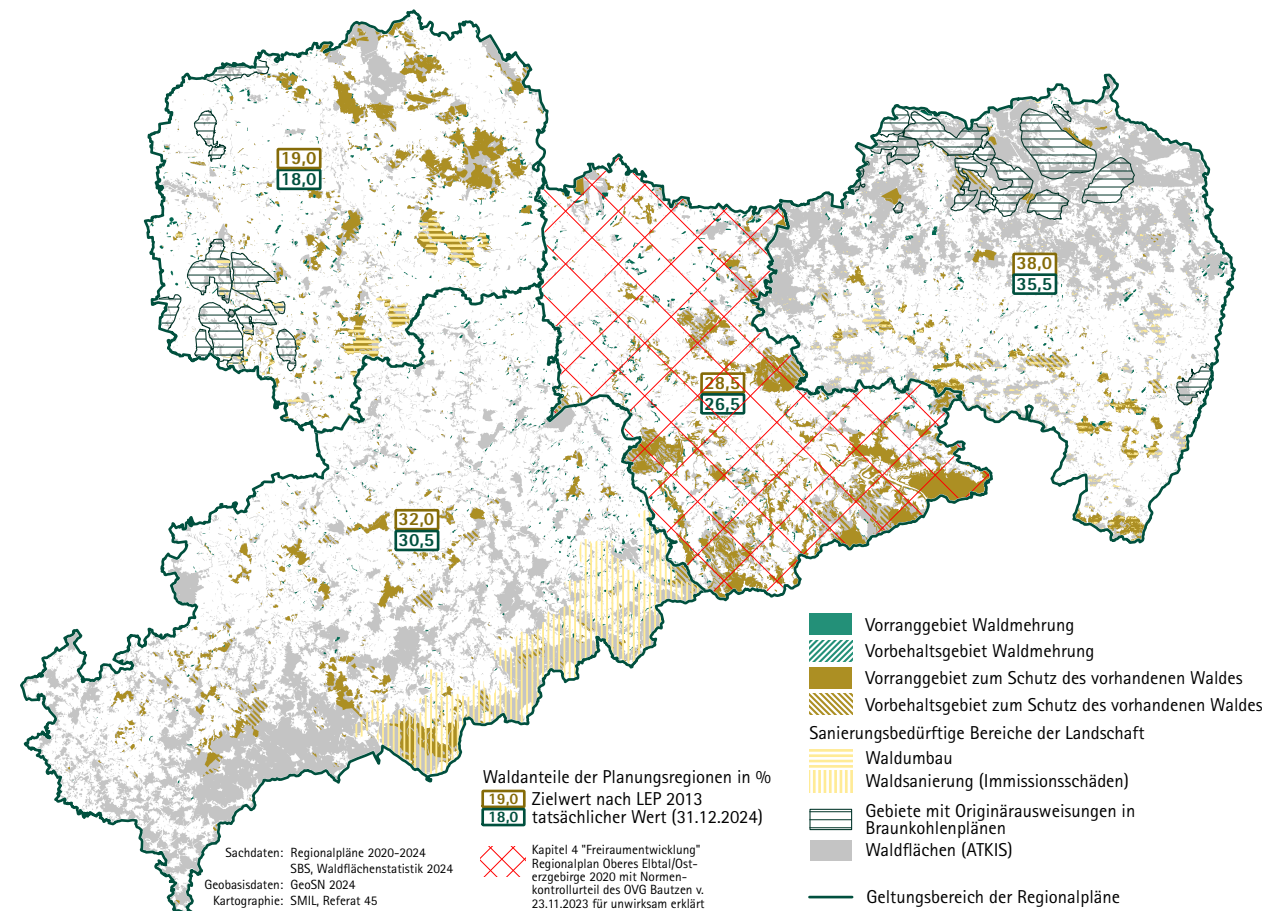 19,0
18,0
38,0
35,5
28,5
26,5
32,0
30,5
Vorranggebiet Waldmehrung
Vorbehaltsgebiet Waldmehrung
Vorranggebiet zum Schutz des vorhandenen Waldes
Vorbehaltsgebiet zum Schutz des vorhandenen Waldes
Sanierungsbedürftige Bereiche der Landschaft
Waldumbau
Waldsanierung (Immissionsschäden)
Gebiete mit Originärausweisungen in
Braunkohlenplänen
Waldflächen (ATKIS)
Geltungsbereich der Regionalpläne
Waldanteile der Planungsregionen in %
19,0 Zielwert nach LEP 2013
18,0 tatsächlicher Wert (31.12.2024)
Kapitel 4 "Freiraumentwicklung"
Regionalplan Oberes Elbtal/Ost-
erzgebirge 2020 mit Normen-
kontrollurteil des OVG Bautzen v.
23.11.2023 für unwirksam erklärt
Sachdaten: Regionalpläne 2020-2024
SBS, Waldflächenstatistik 2024
Geobasisdaten: GeoSN 2024
Kartographie: SMIL, Referat 45